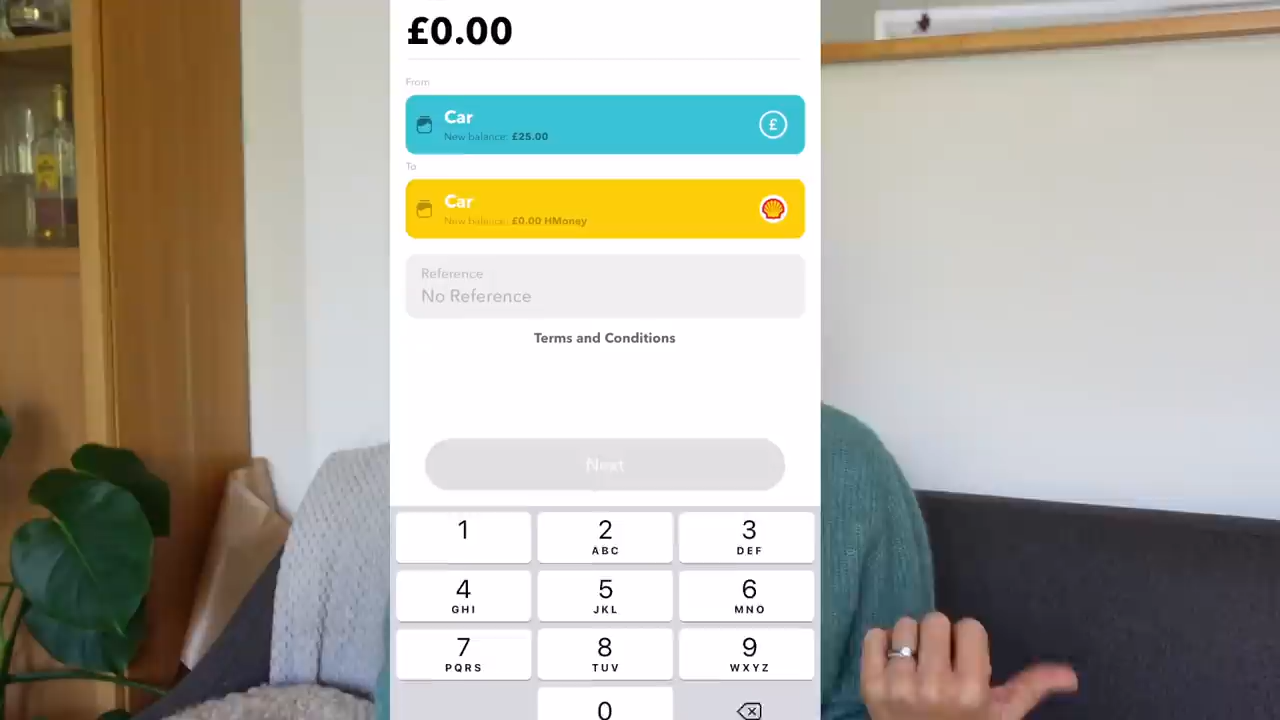 £0.00
From
Car
£
New balance: £25.00
To
Car
New balance: £0.00 HMoney
Reference
No Reference
Terms and Conditions
Next
1
2
3
ABC
DEF
4
5
6
GHI
JKL
MNO
7
8
9
PQRS
TUV
WXYZ
0